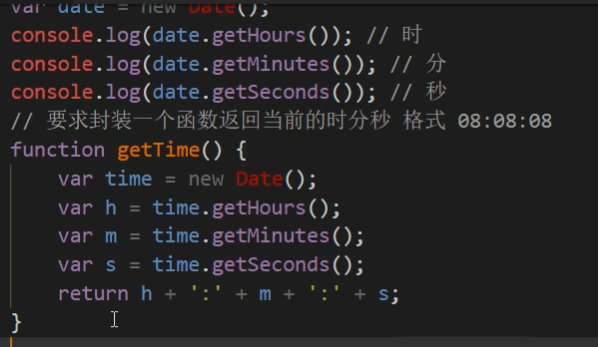 var date = new Date();
console.log(date.getHours()); // 时
console.log(date.getMinutes()); // 分
console.log(date.getSeconds()); // 秒
// 要求封装一个函数返回当前的时分秒 格式 08:08:08
function getTime() {
    var time = new Date();
    var h = time.getHours();
    var m = time.getMinutes();
    var s = time.getSeconds();
    return h + ':' + m + ':' + s;
}